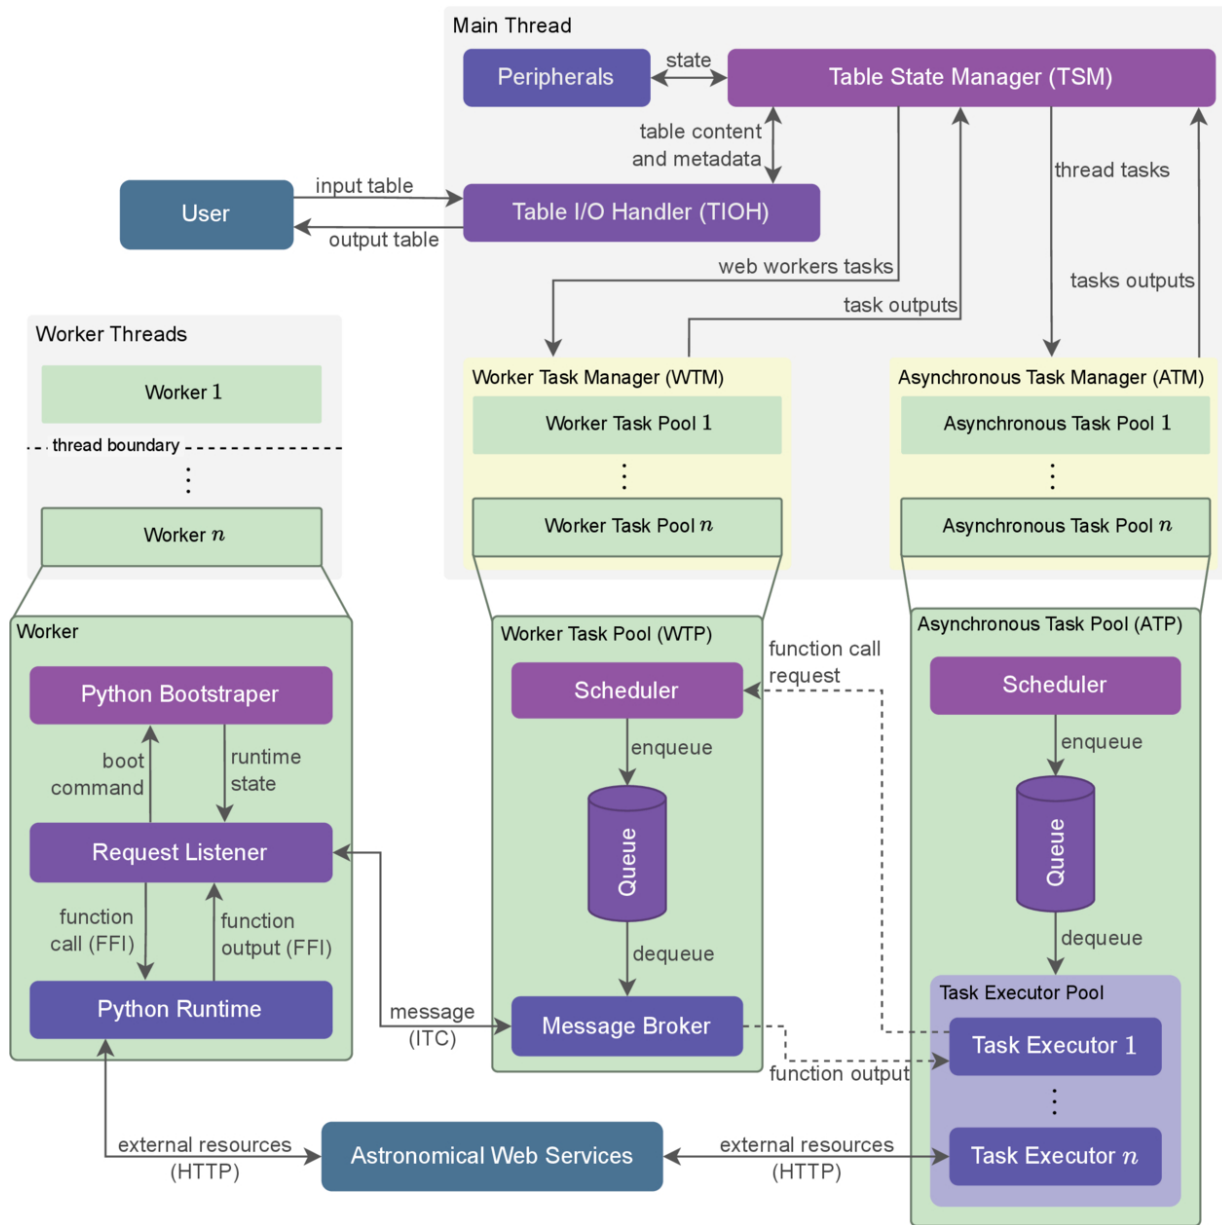 Main Thread
Peripherals
state
Table State Manager (TSM)
table content
and metadata
thread tasks
User
input table
output table
Table I/O Handler (TIOH)
web workers tasks
task outputs
tasks outputs
Worker Threads
Worker 1
thread boundary
⋮
Worker n
Worker Task Manager (WTM)
Worker Task Pool 1
⋮
Worker Task Pool n
Asynchronous Task Manager (ATM)
Asynchronous Task Pool 1
⋮
Asynchronous Task Pool n
Worker
Python Bootstraper
boot
command
runtime
state
Request Listener
function
call (FFI)
function
output (FFI)
Python Runtime
message
(ITC)
Worker Task Pool (WTP)
Scheduler
enqueue
Queue
dequeue
Message Broker
function call
request
function output
Asynchronous Task Pool (ATP)
Scheduler
enqueue
Queue
dequeue
Task Executor Pool
Task Executor 1
⋮
Task Executor n
external resources
(HTTP)
Astronomical Web Services
external resources
(HTTP)